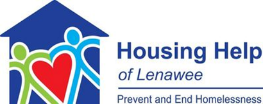 Housing Help
of Lenawee
Prevent and End Homelessness